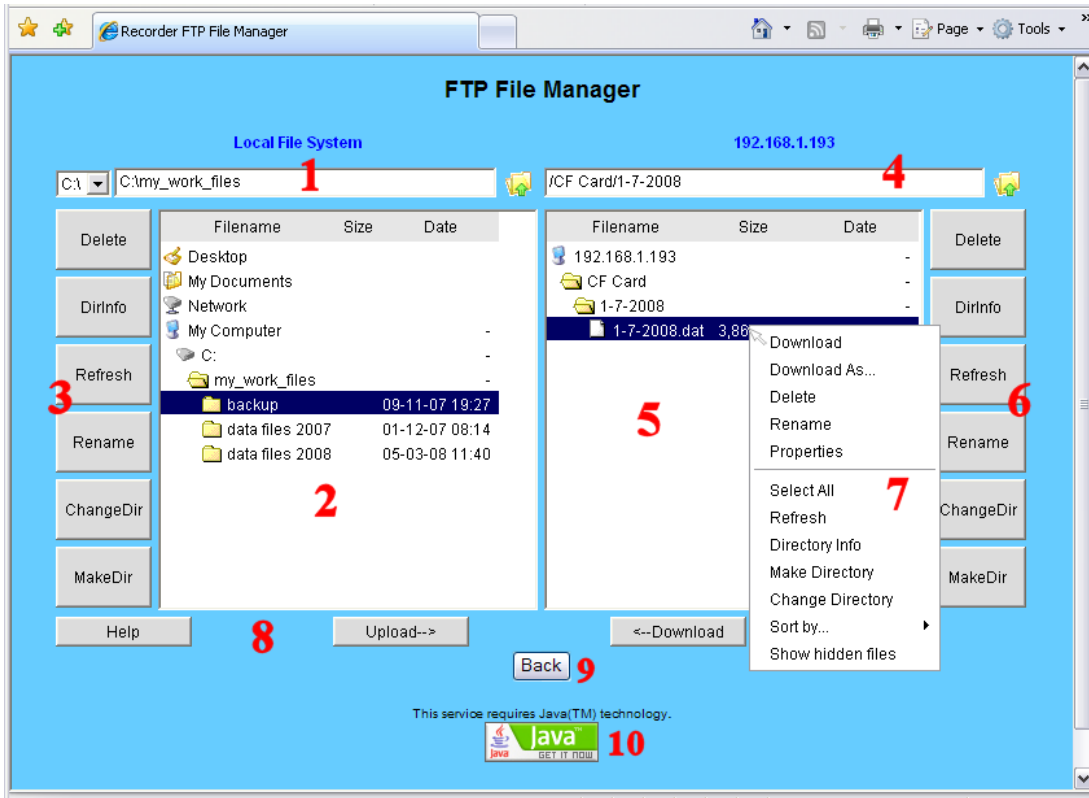 Recorder FTP File Manager
Page
Tools
»
FTP File Manager
Local File System
192.168.1.193
1
4
C:\
C:\my_work_files
/CF Card/1-7-2008
Delete
DirInfo
Refresh
3
Rename
ChangeDir
MakeDir
Filename Size Date
Desktop
My Documents
Network
My Computer -
C: -
my_work_files -
backup 09-11-07 19:27
data files 2007 01-12-07 08:14
data files 2008 05-03-08 11:40
2
Filename Size Date
192.168.1.193 -
CF Card -
1-7-2008 -
1-7-2008.dat 3,86
5
Download
Download As...
Delete
Rename
Properties
7
Select All
Refresh
Directory Info
Make Directory
Change Directory
Sort by...
Show hidden files
Delete
DirInfo
Refresh
6
Rename
ChangeDir
MakeDir
Help
8
Upload-->
<--Download
Back
9
This service requires Java(TM) technology.
Java
Java™
GET IT NOW
10